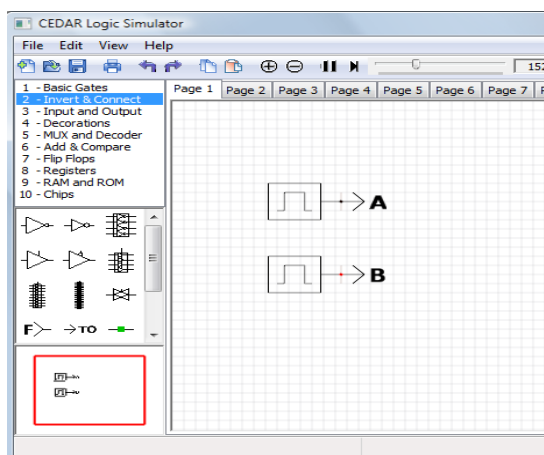 CEDAR Logic Simulator
File Edit View Help
152
1 - Basic Gates
2 - Invert & Connect
3 - Input and Output
4 - Decorations
5 - MUX and Decoder
6 - Add & Compare
7 - Flip Flops
8 - Registers
9 - RAM and ROM
10 - Chips
Page 1 Page 2 Page 3 Page 4 Page 5 Page 6 Page 7
F TO
A
B